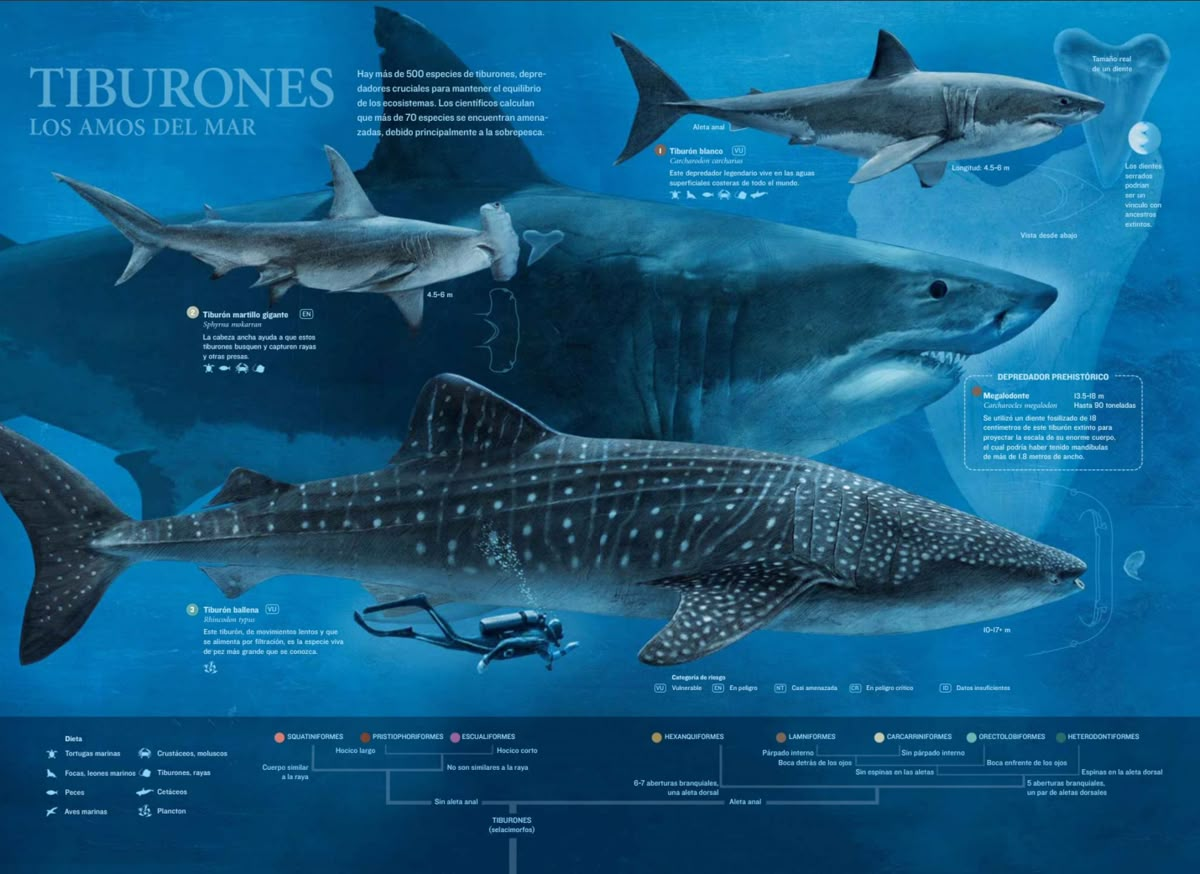 TIBURONES
LOS AMOS DEL MAR
Hay más de 500 especies de tiburones, depre-
dadores cruciales para mantener el equilibrio
de los ecosistemas. Los científicos calculan
que más de 70 especies se encuentran amena-
zadas, debido principalmente a la sobrepesca.
Tamaño real
de un diente
Aleta anal
1 Tiburón blanco VU
Carcharodon carcharias
Este depredador legendario vive en las aguas
superficiales costeras de todo el mundo.
Longitud: 4.5-6 m
Los dientes
serrados
podrían
ser un
vínculo con
ancestros
extintos.
Vista desde abajo
4.5-6 m
2 Tiburón martillo gigante EN
Sphyrna mokarran
La cabeza ancha ayuda a que estos
tiburones busquen y capturen rayas
y otras presas.
DEPREDADOR PREHISTÓRICO
Megalodonte 13.5-18 m
Carcharocles megalodon Hasta 90 toneladas
Se utilizó un diente fosilizado de 18
centímetros de este tiburón extinto para
proyectar la escala de su enorme cuerpo,
el cual podría haber tenido mandíbulas
de más de 1.8 metros de ancho.
3 Tiburón ballena VU
Rhincodon typus
Este tiburón, de movimientos lentos y que
se alimenta por filtración, es la especie viva
de pez más grande que se conozca.
10-17+ m
Categoría de riesgo
VU Vulnerable EN En peligro NT Casi amenazada CR En peligro crítico ID Datos insuficientes
Dieta
Tortugas marinas
Focas, leones marinos
Peces
Aves marinas
Crustáceos, moluscos
Tiburones, rayas
Cetáceos
Plancton
SQUATINIFORMES
PRISTIOPHORIFORMES
ESCUALIFORMES
Hocico largo
Hocico corto
Cuerpo similar
a la raya
No son similares a la raya
Sin aleta anal
HEXANQUIFORMES
LAMNIFORMES
CARCARRINIFORMES
ORECTOLOBIFORMES
HETERODONTIFORMES
Párpado interno
Sin párpado interno
Boca detrás de los ojos
Boca enfrente de los ojos
Sin espinas en las aletas
Espinas en la aleta dorsal
6-7 aberturas branquiales,
una aleta dorsal
5 aberturas branquiales,
un par de aletas dorsales
Aleta anal
TIBURONES
(selacimorfos)